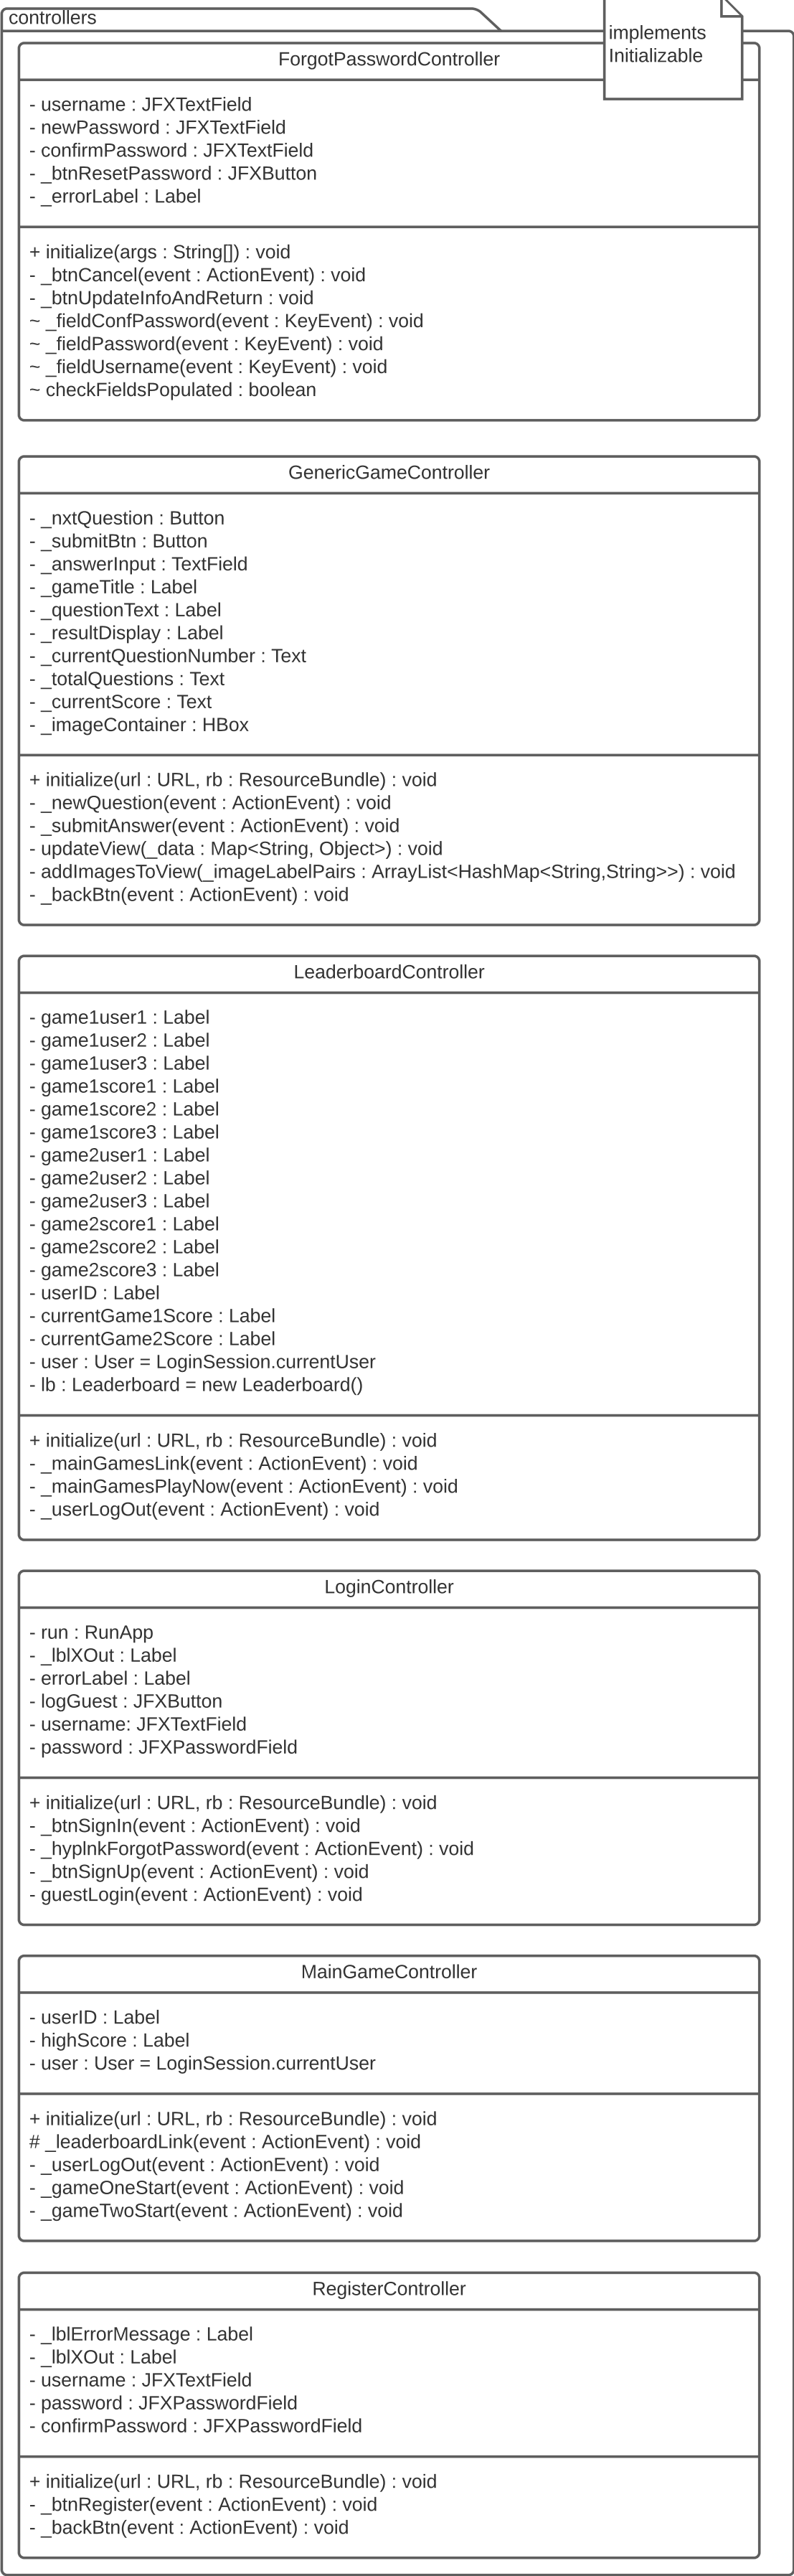 controllers
implements
Initializable
ForgotPasswordController
- username : JFXTextField
- newPassword : JFXTextField
- confirmPassword : JFXTextField
- _btnResetPassword : JFXButton
- _errorLabel : Label
+ initialize(args : String[]) : void
- _btnCancel(event : ActionEvent) : void
- _btnUpdateInfoAndReturn : void
~ _fieldConfPassword(event : KeyEvent) : void
~ _fieldPassword(event : KeyEvent) : void
~ _fieldUsername(event : KeyEvent) : void
~ checkFieldsPopulated : boolean
GenericGameController
- _nxtQuestion : Button
- _submitBtn : Button
- _answerInput : TextField
- _gameTitle : Label
- _questionText : Label
- _resultDisplay : Label
- _currentQuestionNumber : Text
- _totalQuestions : Text
- _currentScore : Text
- _imageContainer : HBox
+ initialize(url : URL, rb : ResourceBundle) : void
- _newQuestion(event : ActionEvent) : void
- _submitAnswer(event : ActionEvent) : void
- updateView(_data : Map<String, Object>) : void
- addImagesToView(_imageLabelPairs : ArrayList<HashMap<String,String>>) : void
- _backBtn(event : ActionEvent) : void
LeaderboardController
- game1user1 : Label
- game1user2 : Label
- game1user3 : Label
- game1score1 : Label
- game1score2 : Label
- game1score3 : Label
- game2user1 : Label
- game2user2 : Label
- game2user3 : Label
- game2score1 : Label
- game2score2 : Label
- game2score3 : Label
- userID : Label
- currentGame1Score : Label
- currentGame2Score : Label
- user : User = LoginSession.currentUser
- lb : Leaderboard = new Leaderboard()
+ initialize(url : URL, rb : ResourceBundle) : void
- _mainGamesLink(event : ActionEvent) : void
- _mainGamesPlayNow(event : ActionEvent) : void
- _userLogOut(event : ActionEvent) : void
LoginController
- run : RunApp
- _lblXOut : Label
- errorLabel : Label
- logGuest : JFXButton
- username: JFXTextField
- password : JFXPasswordField
+ initialize(url : URL, rb : ResourceBundle) : void
- _btnSignIn(event : ActionEvent) : void
- _hyplnkForgotPassword(event : ActionEvent) : void
- _btnSignUp(event : ActionEvent) : void
- guestLogin(event : ActionEvent) : void
MainGameController
- userID : Label
- highScore : Label
- user : User = LoginSession.currentUser
+ initialize(url : URL, rb : ResourceBundle) : void
# _leaderboardLink(event : ActionEvent) : void
- _userLogOut(event : ActionEvent) : void
- _gameOneStart(event : ActionEvent) : void
- _gameTwoStart(event : ActionEvent) : void
RegisterController
- _lblErrorMessage : Label
- _lblXOut : Label
- username : JFXTextField
- password : JFXPasswordField
- confirmPassword : JFXPasswordField
+ initialize(url : URL, rb : ResourceBundle) : void
- _btnRegister(event : ActionEvent) : void
- _backBtn(event : ActionEvent) : void